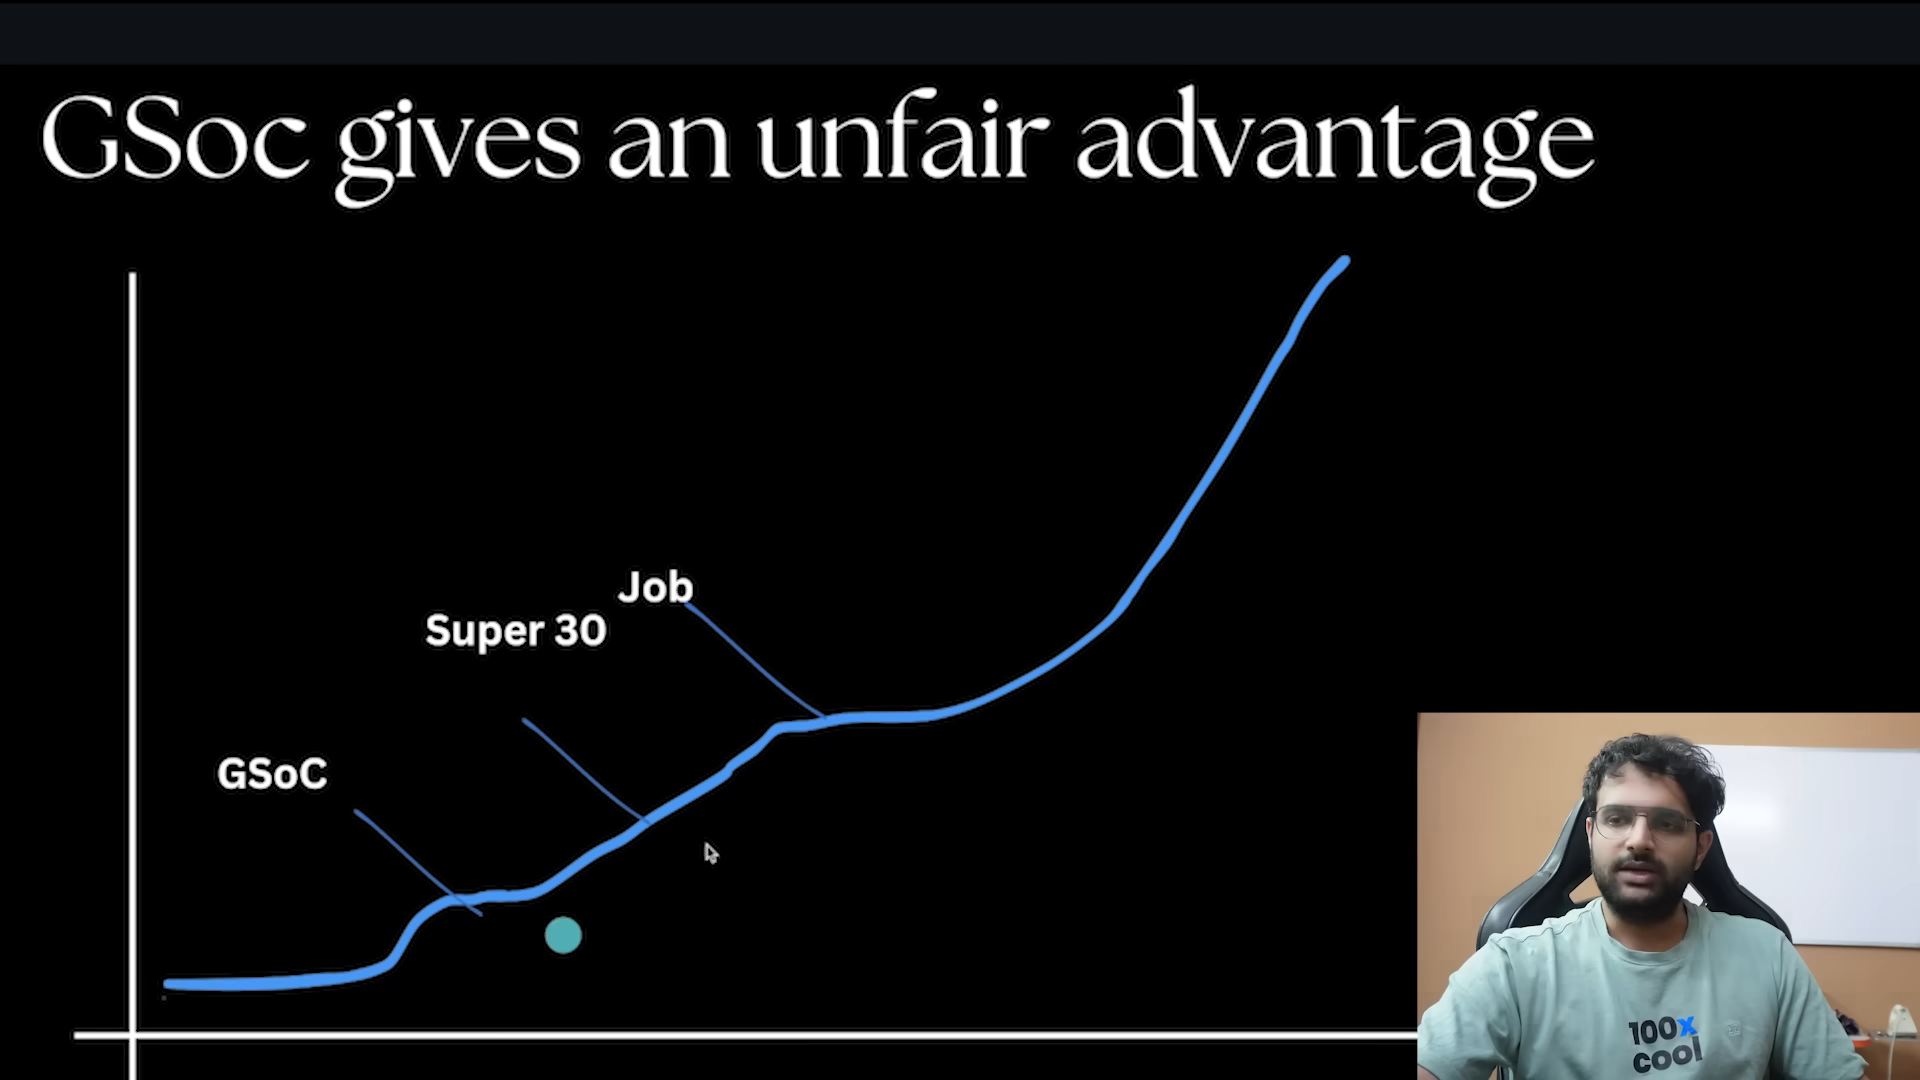 GSoc gives an unfair advantage
Job
Super 30
GSoC
100x
cool